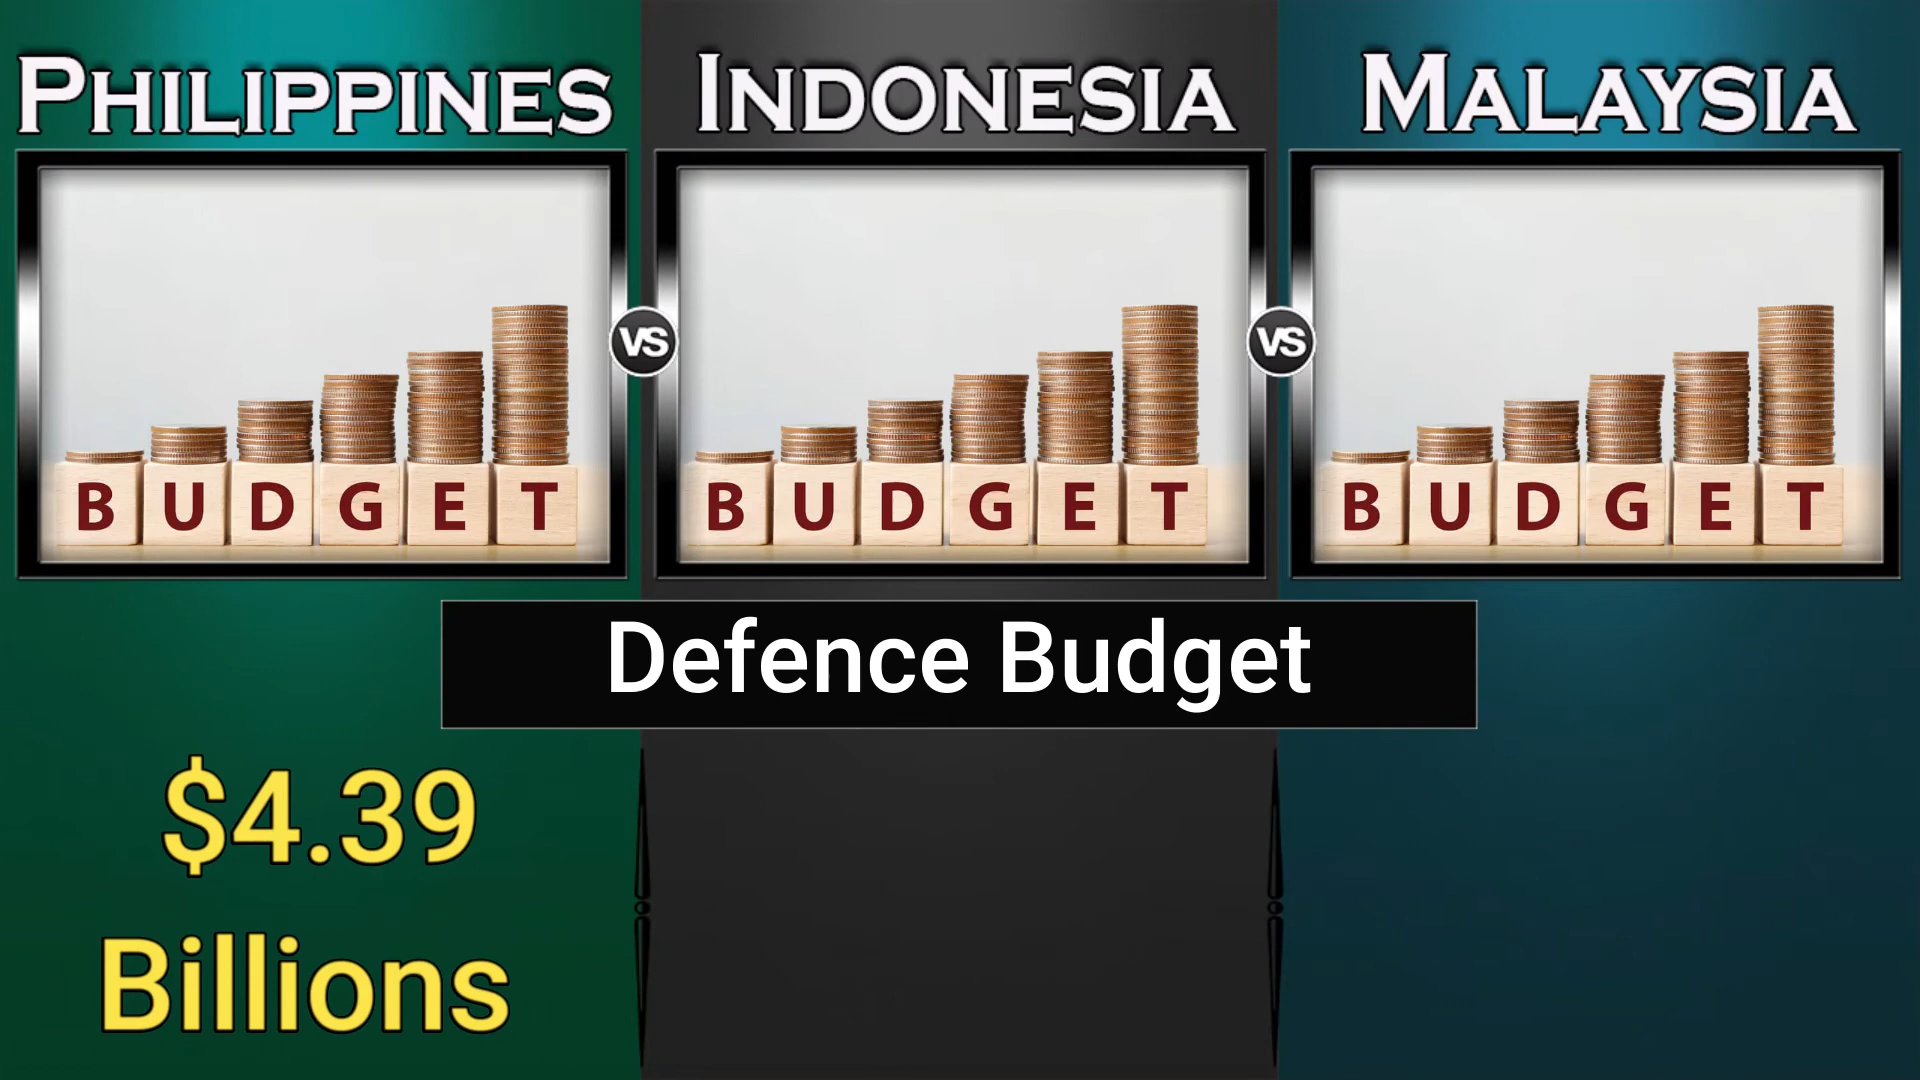 PHILIPPINES
INDONESIA
MALAYSIA
BUDGET
VS
BUDGET
VS
BUDGET
Defence Budget
$4.39
Billions